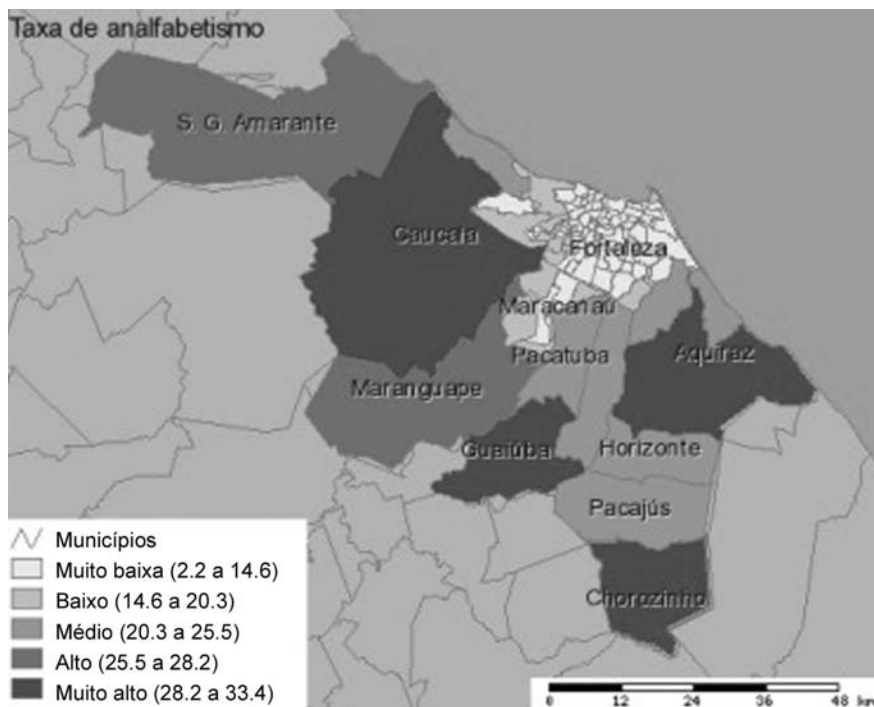 Taxa de analfabetismo
S. G. Amarante
Caucaia
Fortaleza
Maracanaú
Pacatuba
Aquiraz
Maranguape
Guaiúba
Horizonte
Pacajús
Chorozinho
Municípios
Muito baixa (2.2 a 14.6)
Baixo (14.6 a 20.3)
Médio (20.3 a 25.5)
Alto (25.5 a 28.2)
Muito alto (28.2 a 33.4)
0 12 24 36 48 km